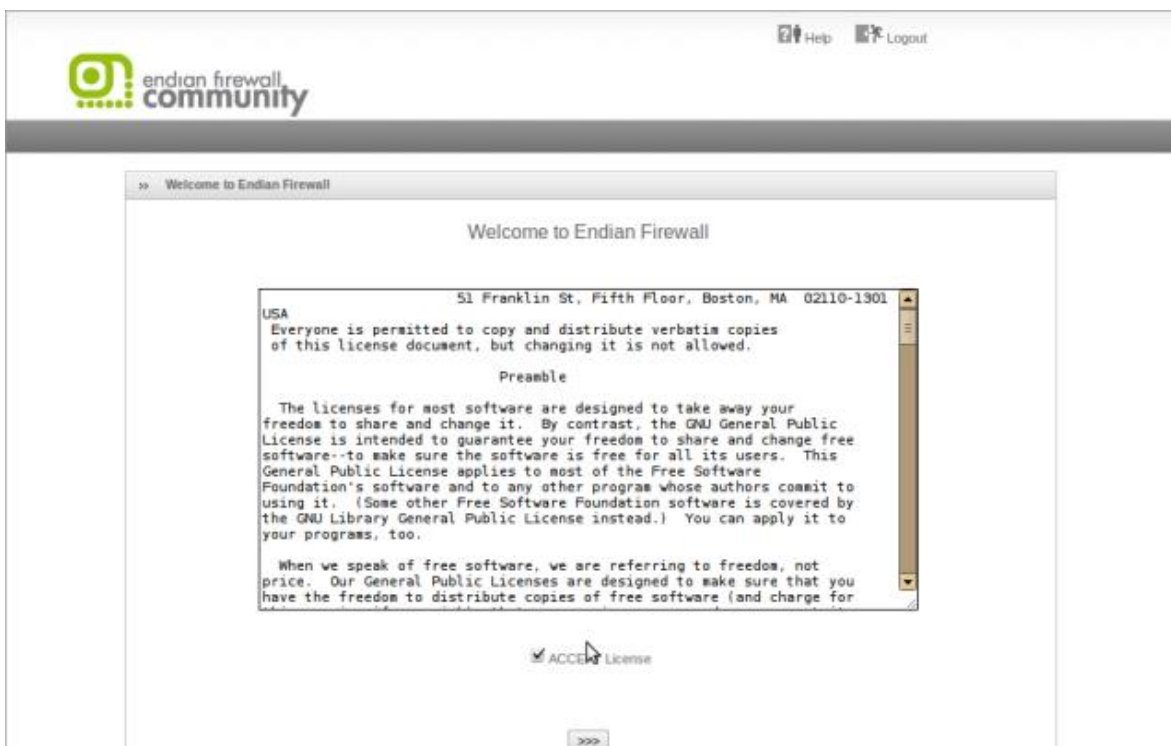 Help Logout
endian firewall
community
» Welcome to Endian Firewall
Welcome to Endian Firewall
51 Franklin St, Fifth Floor, Boston, MA 02110-1301
USA
Everyone is permitted to copy and distribute verbatim copies
of this license document, but changing it is not allowed.
Preamble
The licenses for most software are designed to take away your
freedom to share and change it. By contrast, the GNU General Public
License is intended to guarantee your freedom to share and change free
software--to make sure the software is free for all its users. This
General Public License applies to most of the Free Software
Foundation's software and to any other program whose authors commit to
using it. (Some other Free Software Foundation software is covered by
the GNU Library General Public License instead.) You can apply it to
your programs, too.
When we speak of free software, we are referring to freedom, not
price. Our General Public Licenses are designed to make sure that you
have the freedom to distribute copies of free software (and charge for
License
>>>